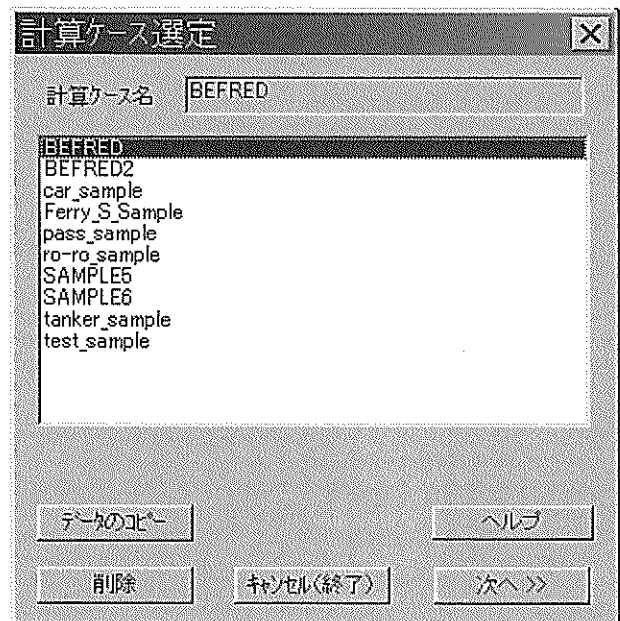 計算ケース選定
計算ケース名 BEFRED
BEFRED
BEFRED2
car_sample
Ferry_S_Sample
pass_sample
ro-ro_sample
SAMPLE5
SAMPLE6
tanker_sample
test_sample
データのコピー ヘルプ
削除 キャンセル(終了) 次へ >>